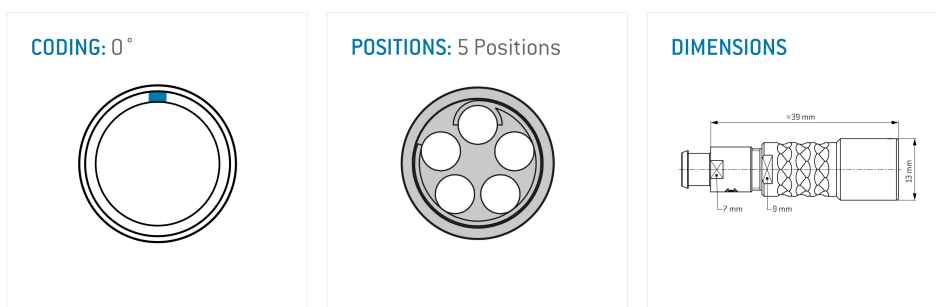 CODING: 0°
POSITIONS: 5 Positions
DIMENSIONS
≈39 mm
13 mm
7 mm
9 mm